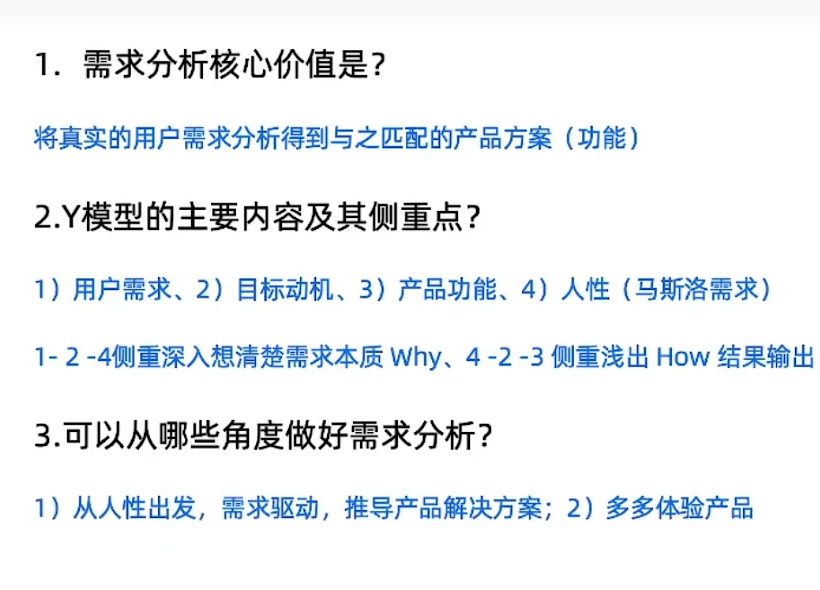 1. 需求分析核心价值是？
将真实的用户需求分析得到与之匹配的产品方案（功能）
2.Y模型的主要内容及其侧重点？
1）用户需求、2）目标动机、3）产品功能、4）人性（马斯洛需求）
1- 2 -4侧重深入想清楚需求本质 Why、4 -2 -3 侧重浅出 How 结果输出
3.可以从哪些角度做好需求分析？
1）从人性出发，需求驱动，推导产品解决方案；2）多多体验产品